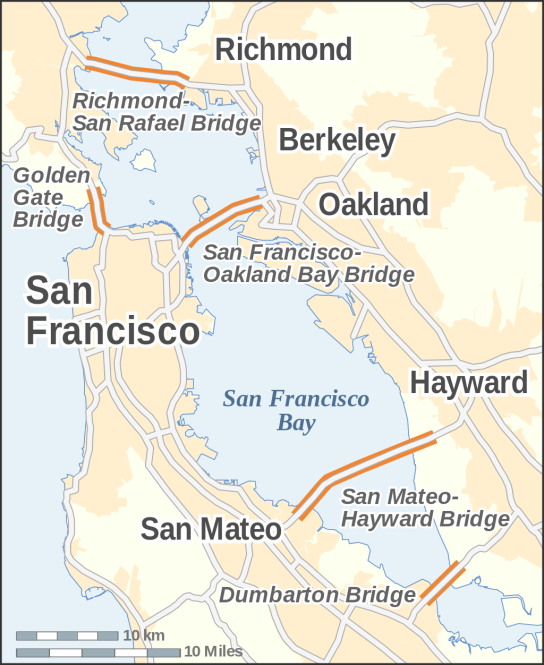 Richmond
Richmond-
San Rafael Bridge
Berkeley
Golden
Gate
Bridge
Oakland
San Francisco-
Oakland Bay Bridge
San
Francisco
Hayward
San Francisco
Bay
San Mateo-
Hayward Bridge
San Mateo
Dumbarton Bridge
10 km
10 Miles